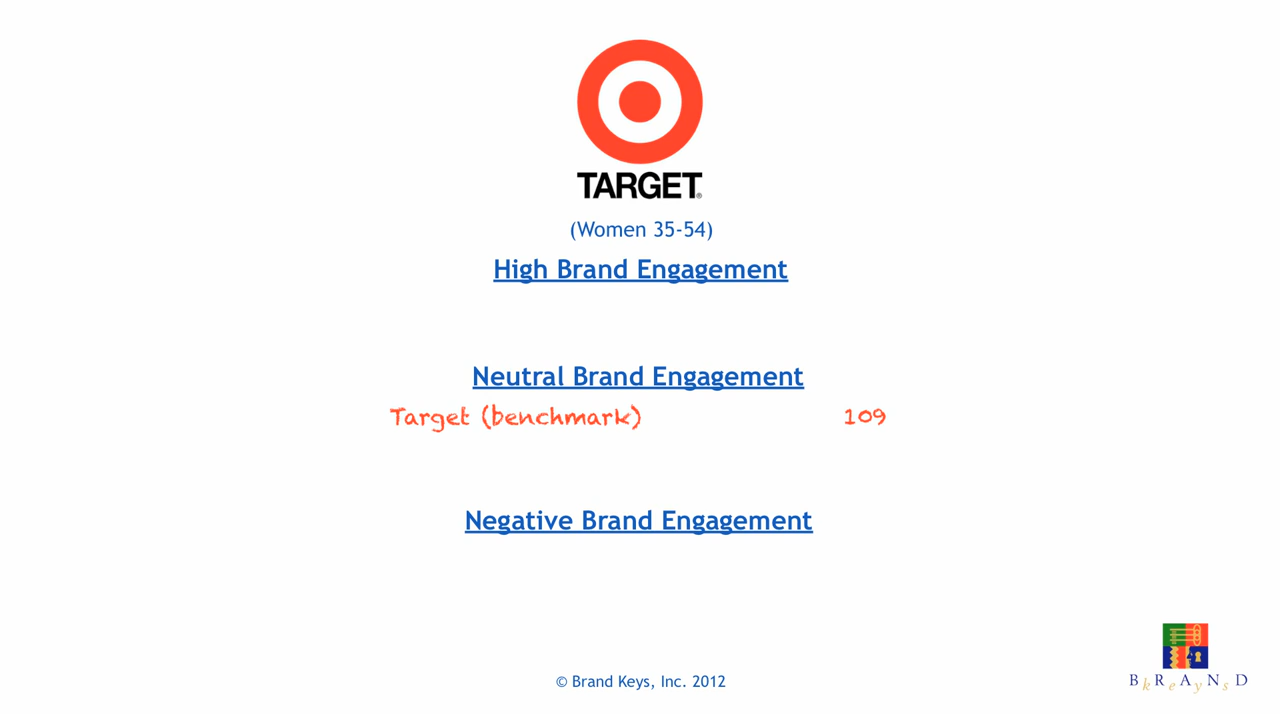 TARGET®
(Women 35-54)
High Brand Engagement
Neutral Brand Engagement
Target (benchmark) 109
Negative Brand Engagement
© Brand Keys, Inc. 2012
BkReAyNsD